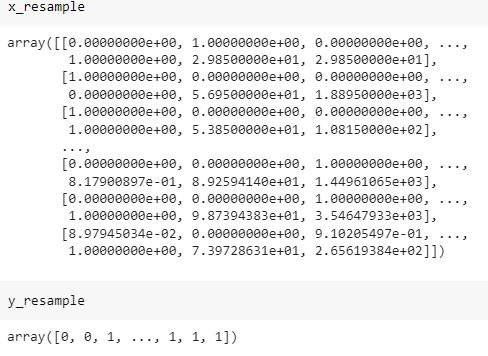 x_resample
array([[0.00000000e+00, 1.00000000e+00, 0.00000000e+00, ...,
1.00000000e+00, 2.98500000e+01, 2.98500000e+01],
[1.00000000e+00, 0.00000000e+00, 0.00000000e+00, ...,
0.00000000e+00, 5.69500000e+01, 1.88950000e+03],
[1.00000000e+00, 0.00000000e+00, 0.00000000e+00, ...,
1.00000000e+00, 5.38500000e+01, 1.08150000e+02],
...,
[0.00000000e+00, 0.00000000e+00, 1.00000000e+00, ...,
8.17900897e-01, 8.92594140e+01, 1.44961065e+03],
[0.00000000e+00, 0.00000000e+00, 1.00000000e+00, ...,
1.00000000e+00, 9.87394383e+01, 3.54647933e+03],
[8.97945034e-02, 0.00000000e+00, 9.10205497e-01, ...,
1.00000000e+00, 7.39728631e+01, 2.65619384e+02]])
y_resample
array([0, 0, 1, ..., 1, 1, 1])